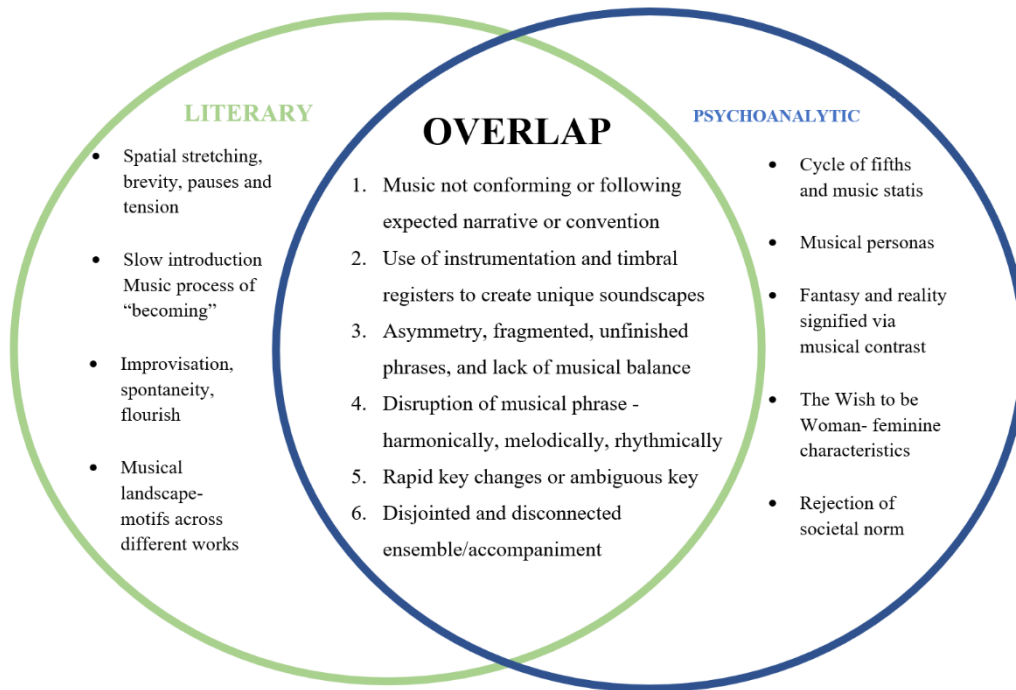 LITERARY
• Spatial stretching,
brevity, pauses and
tension
• Slow introduction
Music process of
“becoming”
• Improvisation,
spontaneity,
flourish
• Musical
landscape-
motifs across
different works
OVERLAP
1. Music not conforming or following
expected narrative or convention
2. Use of instrumentation and timbral
registers to create unique soundscapes
3. Asymmetry, fragmented, unfinished
phrases, and lack of musical balance
4. Disruption of musical phrase -
harmonically, melodically, rhythmically
5. Rapid key changes or ambiguous key
6. Disjointed and disconnected
ensemble/accompaniment
PSYCHOANALYTIC
• Cycle of fifths
and music statis
• Musical personas
• Fantasy and reality
signified via
musical contrast
• The Wish to be
Woman- feminine
characteristics
• Rejection of
societal norm